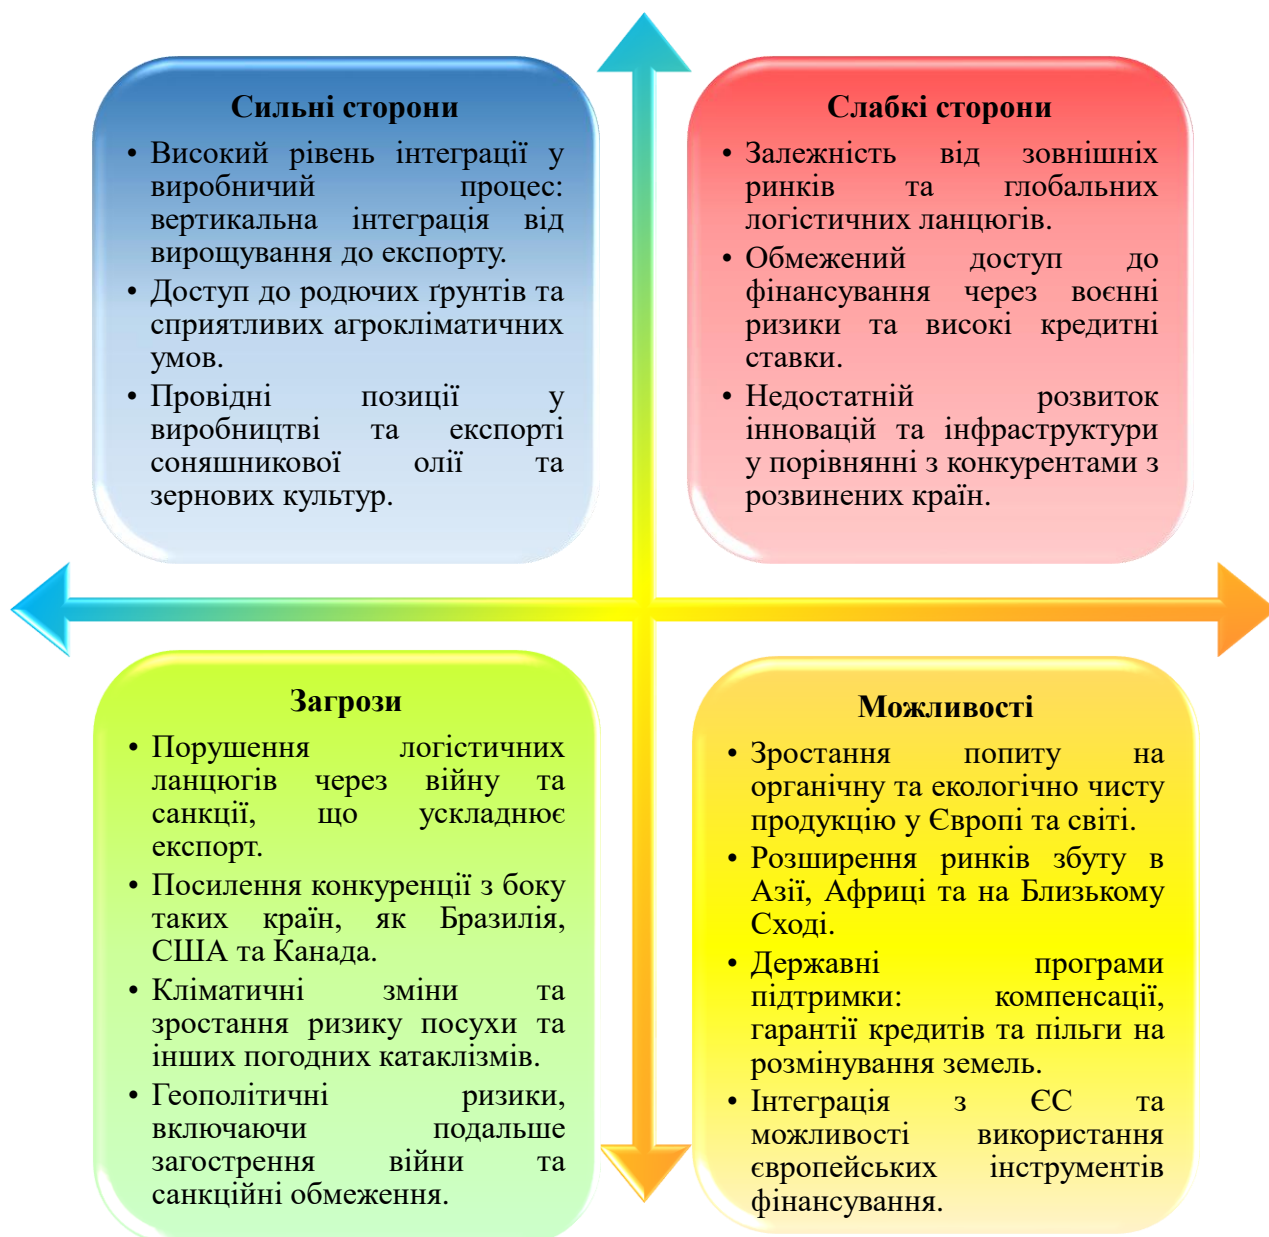 Сильні сторони
• Високий рівень інтеграції у
виробничий процес:
вертикальна інтеграція від
вирощування до експорту.
• Доступ до родючих ґрунтів та
сприятливих агрокліматичних
умов.
• Провідні позиції у
виробництві та експорті
соняшникової олії та
зернових культур.
Слабкі сторони
• Залежність від зовнішніх
ринків та глобальних
логістичних ланцюгів.
• Обмежений доступ до
фінансування через воєнні
ризики та високі кредитні
ставки.
• Недостатній розвиток
інновацій та інфраструктури
у порівнянні з конкурентами з
розвинених країн.
Загрози
• Порушення логістичних
ланцюгів через війну та
санкції, що ускладнює
експорт.
• Посилення конкуренції з боку
таких країн, як Бразилія,
США та Канада.
• Кліматичні зміни та
зростання ризику посухи та
інших погодних катаклізмів.
• Геополітичні ризики,
включаючи подальше
загострення війни та
санкційні обмеження.
Можливості
• Зростання попиту на
органічну та екологічно чисту
продукцію у Європі та світі.
• Розширення ринків збуту в
Азії, Африці та на Близькому
Сході.
• Державні програми
підтримки: компенсації,
гарантії кредитів та пільги на
розмінування земель.
• Інтеграція з ЄС та
можливості використання
європейських інструментів
фінансування.